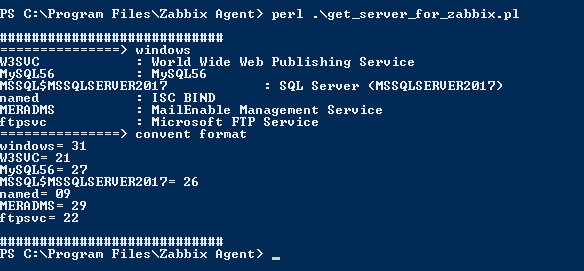 PS C:\Program Files\Zabbix Agent> perl .\get_server_for_zabbix.pl
############################
===============> windows
W3SVC : World Wide Web Publishing Service
MySQL56 : MySQL56
MSSQL$MSSQLSERVER2017 : SQL Server (MSSQLSERVER2017)
named : ISC BIND
MERADMS : MailEnable Management Service
ftpsvc : Microsoft FTP Service
===============> convent format
windows= 31
W3SVC= 21
MySQL56= 27
MSSQL$MSSQLSERVER2017= 26
named= 09
MERADMS= 29
ftpsvc= 22
############################
PS C:\Program Files\Zabbix Agent> _